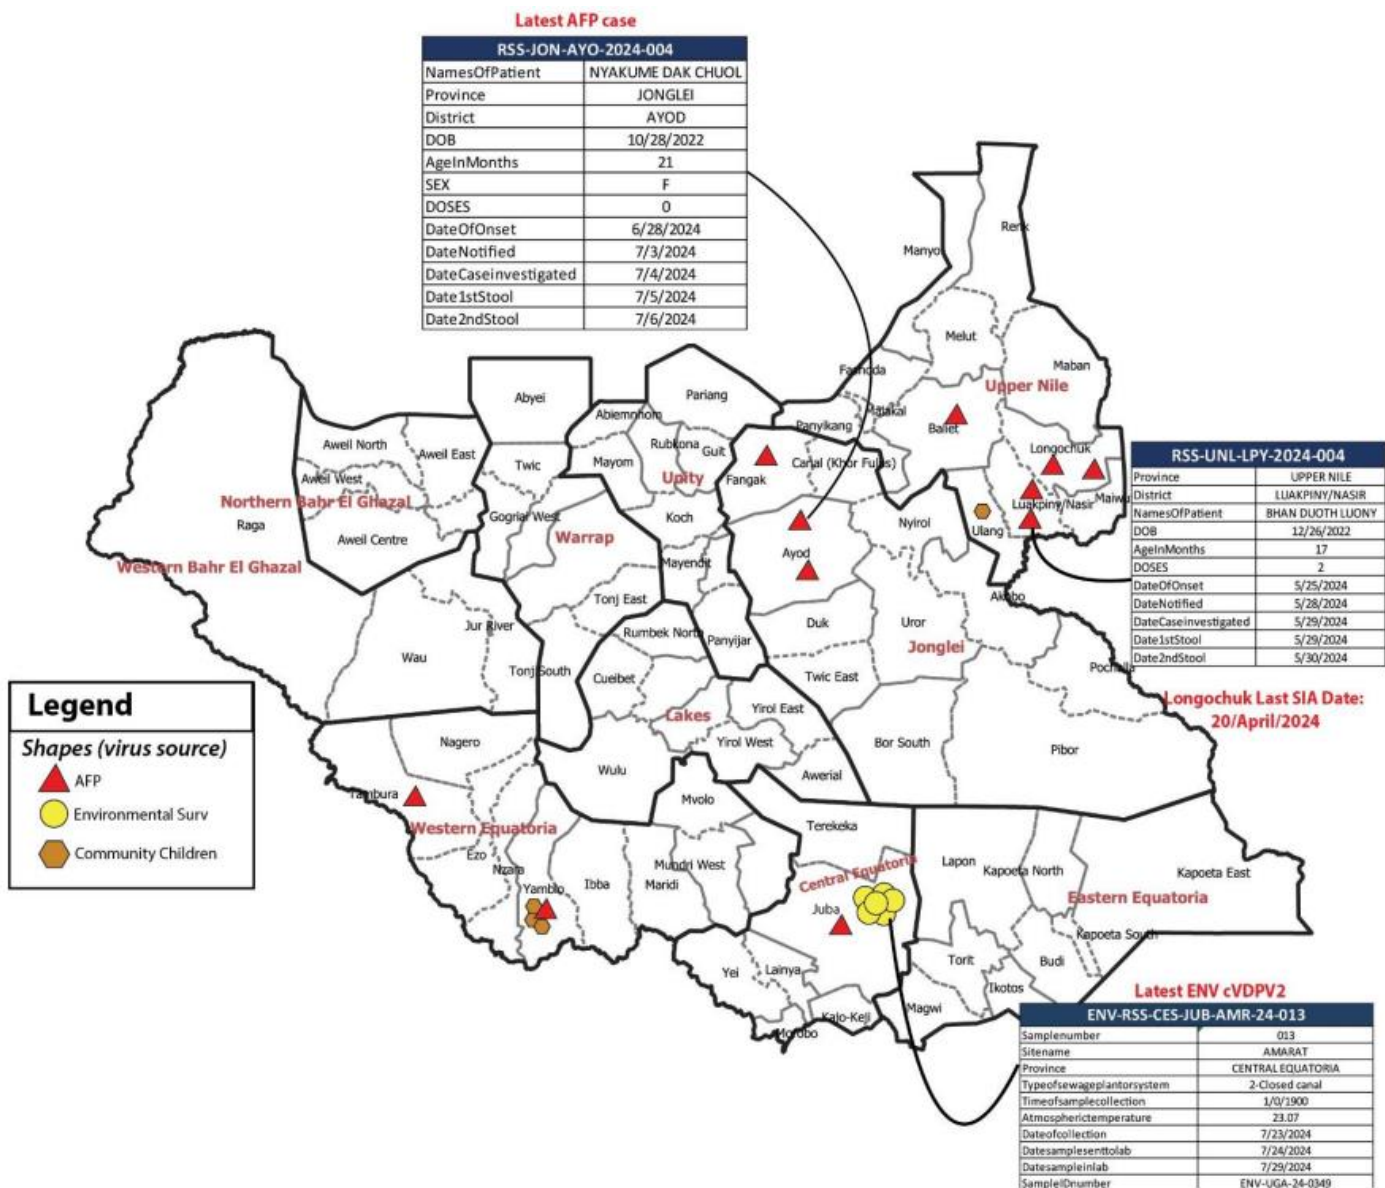 Latest AFP case
RSS-JON-AYO-2024-004
NamesOfPatient NYAKUME DAK CHUOL
Province JONGLEI
District AYOD
DOB 10/28/2022
AgeInMonths 21
SEX F
DOSES 0
DateOfOnset 6/28/2024
DateNotified 7/3/2024
DateCaseinvestigated 7/4/2024
Date1stStool 7/5/2024
Date2ndStool 7/6/2024
Renk
Manyo
Melut
Maban
Fashoda
Upper Nile
Malakal
Baliet
Panyikang
Longochuk
Canal (Khor Fulus)
Fangak
Luakpiny/Nasir
Ulang
Nyirol
Ayod
Akobo
Duk
Uror
Jonglei
Pochalla
Twic East
Bor South
Pibor
Abyei
Pariang
Abiemnhom
Rubkona
Guit
Mayom
Unity
Koch
Mayendit
Panyijar
Aweil North
Aweil East
Aweil West
Northern Bahr El Ghazal
Aweil Centre
Raga
Western Bahr El Ghazal
Twic
Gogrial West
Warrap
Tonj East
Jur River
Wau
Tonj South
Rumbek North
Cueibet
Lakes
Yirol East
Yirol West
Awerial
Wulu
RSS-UNL-LPY-2024-004
Province UPPER NILE
District LUAKPINY/NASIR
NamesOfPatient BHAN DUOTH LUONY
DOB 12/26/2022
AgeInMonths 17
DOSES 2
DateOfOnset 5/25/2024
DateNotified 5/28/2024
DateCaseinvestigated 5/29/2024
Date1stStool 5/29/2024
Date2ndStool 5/30/2024
Longochuk Last SIA Date:
20/April/2024
Legend
Shapes (virus source)
AFP
Environmental Surv
Community Children
Nagero
Tambura
Western Equatoria
Ezo
Nzara
Yambio
Ibba
Maridi
Mundri West
Mvolo
Terekeka
Central Equatoria
Juba
Yei
Lainya
Morobo
Kajo-Keji
Lapon
Kapoeta North
Kapoeta East
Eastern Equatoria
Kapoeta South
Torit
Budi
Ikotos
Magwi
Latest ENV cVDPV2
ENV-RSS-CES-JUB-AMR-24-013
Samplenumber 013
Sitename AMARAT
Province CENTRAL EQUATORIA
Typeofsewageplantorsystem 2-Closed canal
Timeofsamplecollection 1/0/1900
Atmospherictemperature 23.07
Dateofcollection 7/23/2024
Datesamplesenttolab 7/24/2024
Datesampleinlab 7/29/2024
SampleIDnumber ENV-UGA-24-0349